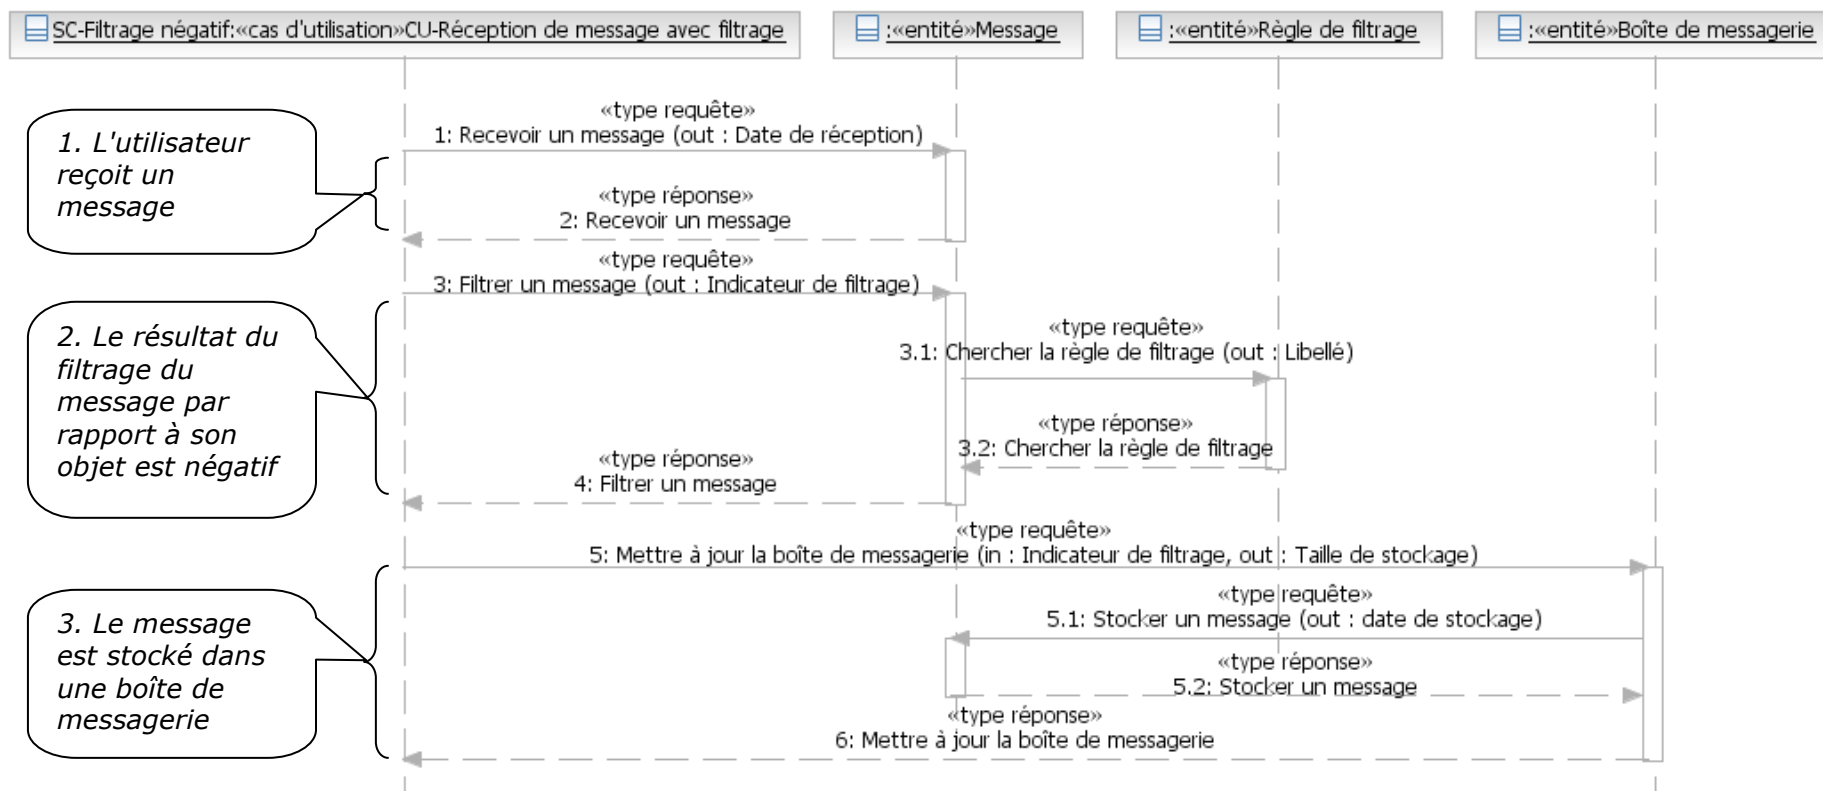 SC-Filtrage négatif:«cas d'utilisation»CU-Réception de message avec filtrage
:«entité»Message
:«entité»Règle de filtrage
:«entité»Boîte de messagerie
1. L'utilisateur
reçoit un
message
«type requête»
1: Recevoir un message (out : Date de réception)
«type réponse»
2: Recevoir un message
«type requête»
3: Filtrer un message (out : Indicateur de filtrage)
2. Le résultat du
filtrage du
message par
rapport à son
objet est négatif
«type requête»
3.1: Chercher la règle de filtrage (out : Libellé)
«type réponse»
3.2: Chercher la règle de filtrage
«type réponse»
4: Filtrer un message
«type requête»
5: Mettre à jour la boîte de messagerie (in : Indicateur de filtrage, out : Taille de stockage)
3. Le message
est stocké dans
une boîte de
messagerie
«type requête»
5.1: Stocker un message (out : date de stockage)
«type réponse»
5.2: Stocker un message
«type réponse»
6: Mettre à jour la boîte de messagerie